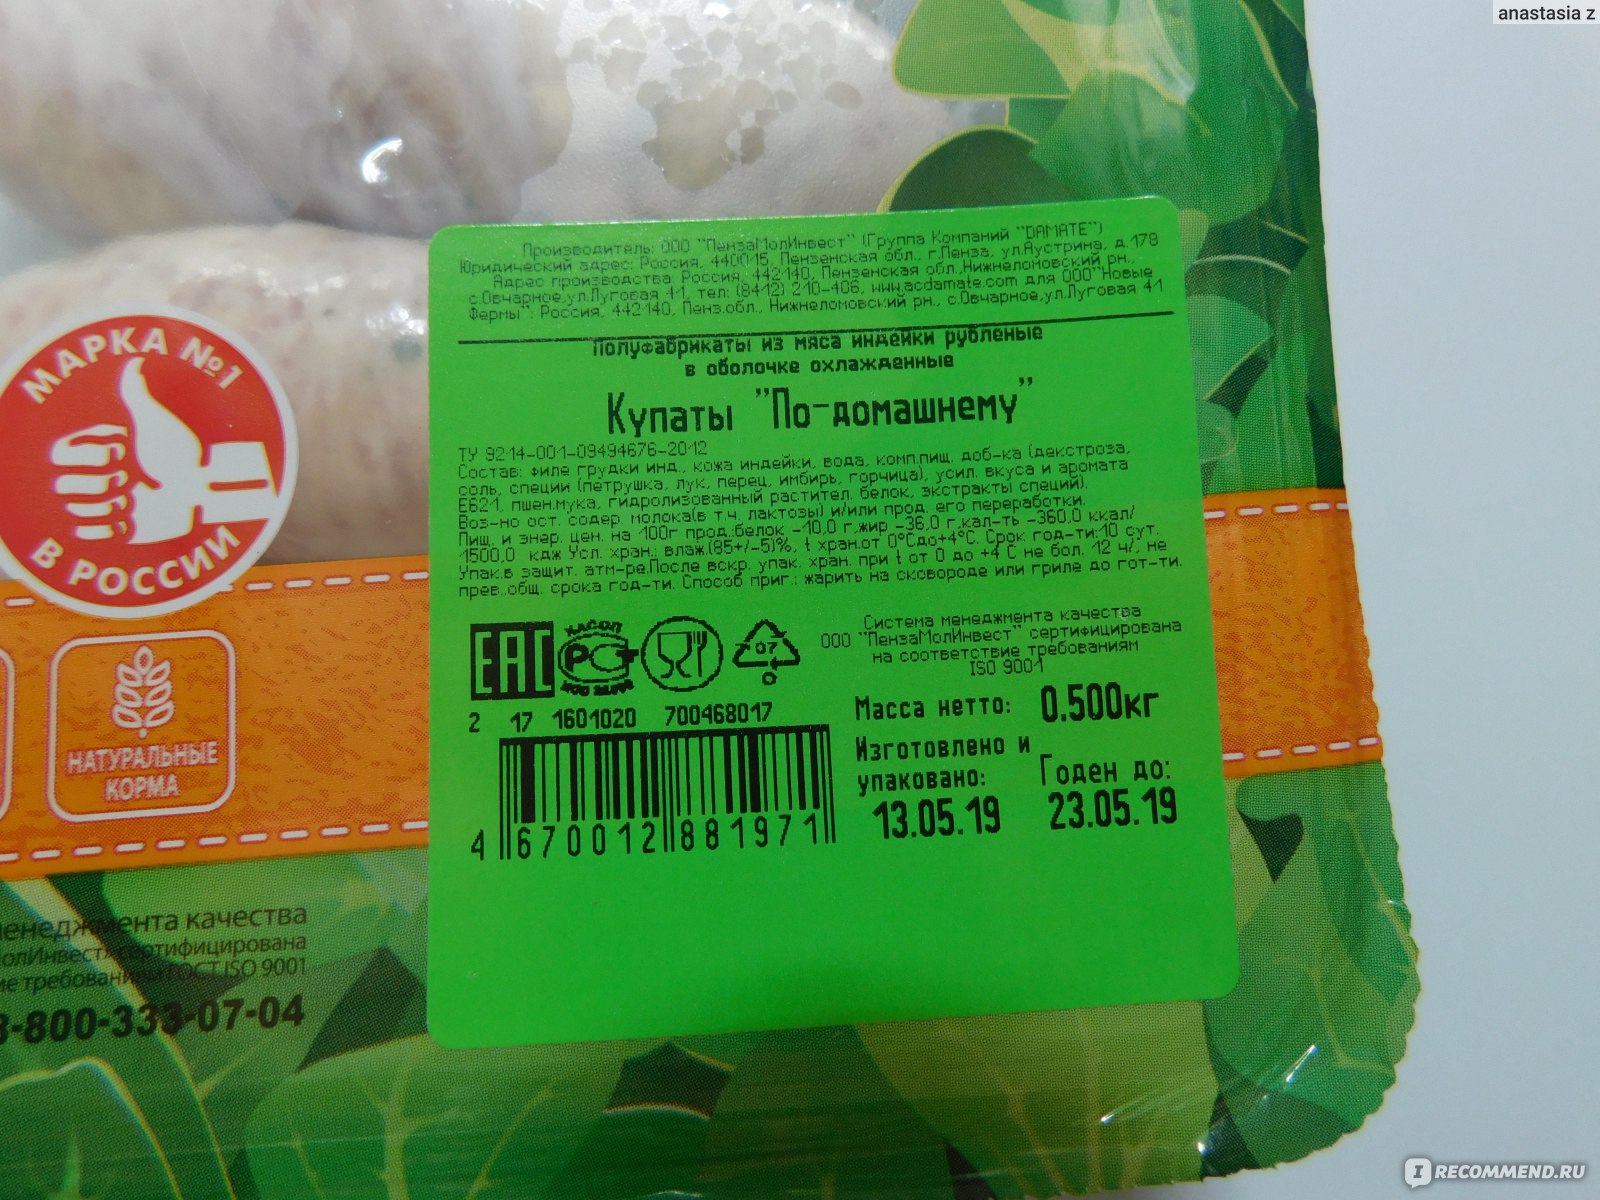 anastasia z
Производитель: ООО "ПензаМолИнвест" (Группа Компаний "DAMATE")
Юридический адрес: Россия, 440015, Пензенская обл., г.Пенза, ул.Аустрина, д.178
Адрес производства Россия, 442140, Пензенская обл.,Нижнеломовский рн.,
с.Овчарное,ул.Луговая 41, тел: (8412) 210-406, www.acdamate.com для ООО"Новые
Фермы": Россия, 442140, Пенз.обл., Нижнеломовский рн., с.Овчарное,ул.Луговая 41
полуфабрикаты из мяса индейки рубленые
в оболочке охлажденные
Купаты "По-домашнему"
ТУ 9214-001-09494676-2012
Состав: филе грудки инд., кожа индейки, вода, комп.пищ. доб-ка (декстроза,
соль, специи (петрушка, лук, перец, имбирь, горчица), усил. вкуса и аромата
Е621, пшен.мука, гидролизованный растител. белок, экстракты специй).
Воз-но ост. содер. молока(в т.ч. лактозы) и/или прод. его переработки.
Пищ. и энер. цен. на 100г прод.:белок -10,0 г,жир -36,0 г,кал-ть -360,0 ккал/
1500,0 кдж Усл. хран.: влаж.(85+/-5)%, t хран.от 0°Сдо+4°С. Срок год-ти:10 сут.
Упак.в защит. атм-ре.После вскр. упак. хран. при t от 0 до +4 С не бол. 12 ч/, не
прев.общ. срока год-ти. Способ приг.: жарить на сковороде или гриле до гот-ти.
МАРКА №1
В РОССИИ
НАТУРАЛЬНЫЕ
КОРМА
EAC
ХАССП
РСТ
07
Система менеджмента качества
ООО "ПензаМолИнвест" сертифицирована
на соответствие требованиям
ISO 9001
2 17 1601020 700468017
Масса нетто: 0.500кг
Изготовлено и
упаковано:
13.05.19
Годен до:
23.05.19
4 670012 881971
енеджмента качества
олИнвест» сертифицирована
ие требованиям ГОСТ ISO 9001
8-800-333-07-04
IRECOMMEND.RU